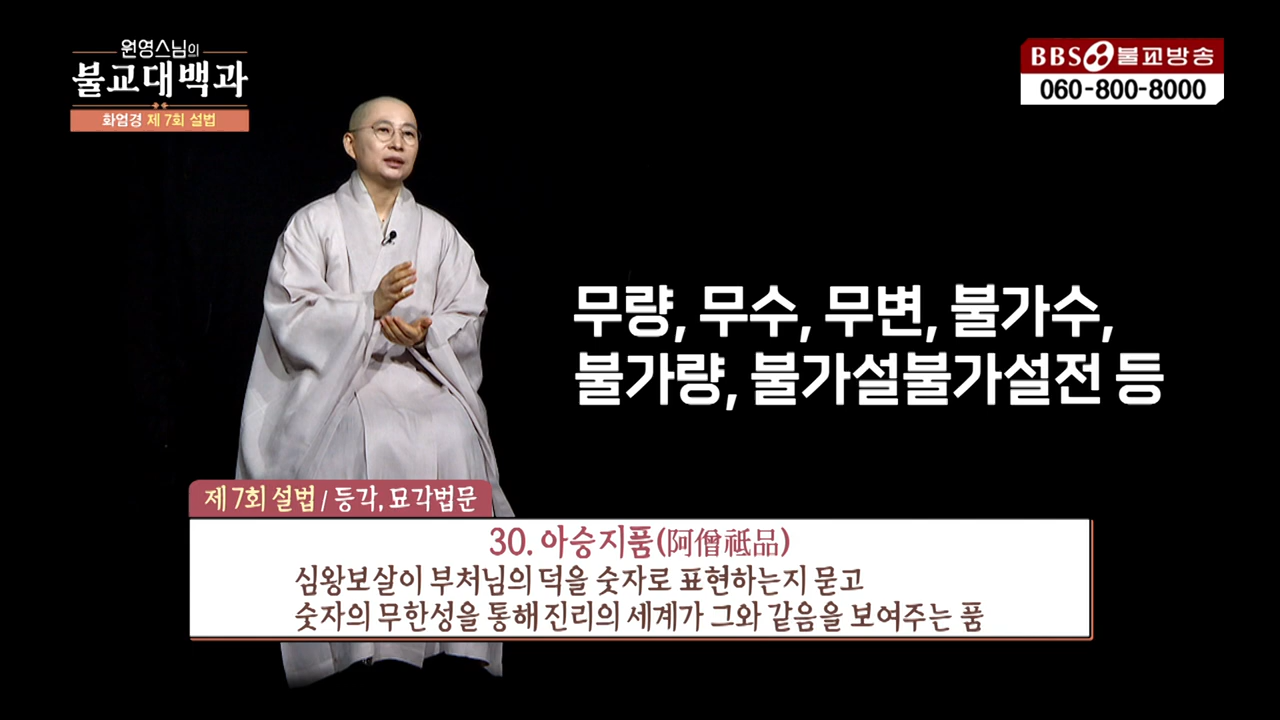 원영스님의
불교대백과
화엄경 제 7회 설법
BBS 불교방송
060-800-8000
무량, 무수, 무변, 불가수,
불가량, 불가설불가설전 등
제 7회 설법 / 등각, 묘각법문
30. 아승지품(阿僧祗品)
심왕보살이 부처님의 덕을 숫자로 표현하는지 묻고
숫자의 무한성을 통해 진리의 세계가 그와 같음을 보여주는 품